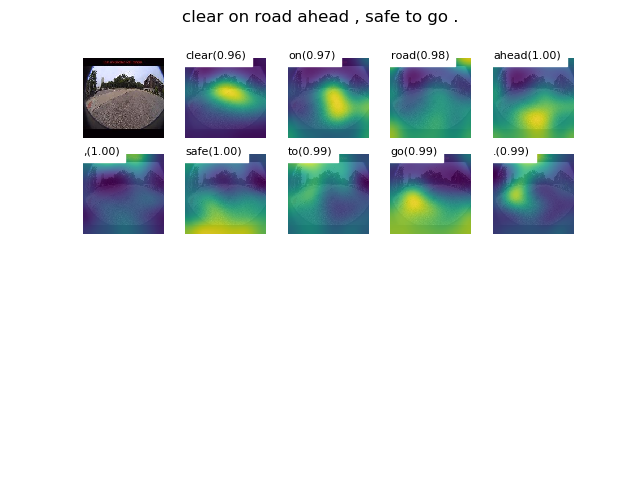 clear on road ahead , safe to go .
clear(0.96) on(0.97) road(0.98) ahead(1.00)
,(1.00) safe(1.00) to(0.99) go(0.99) .(0.99)